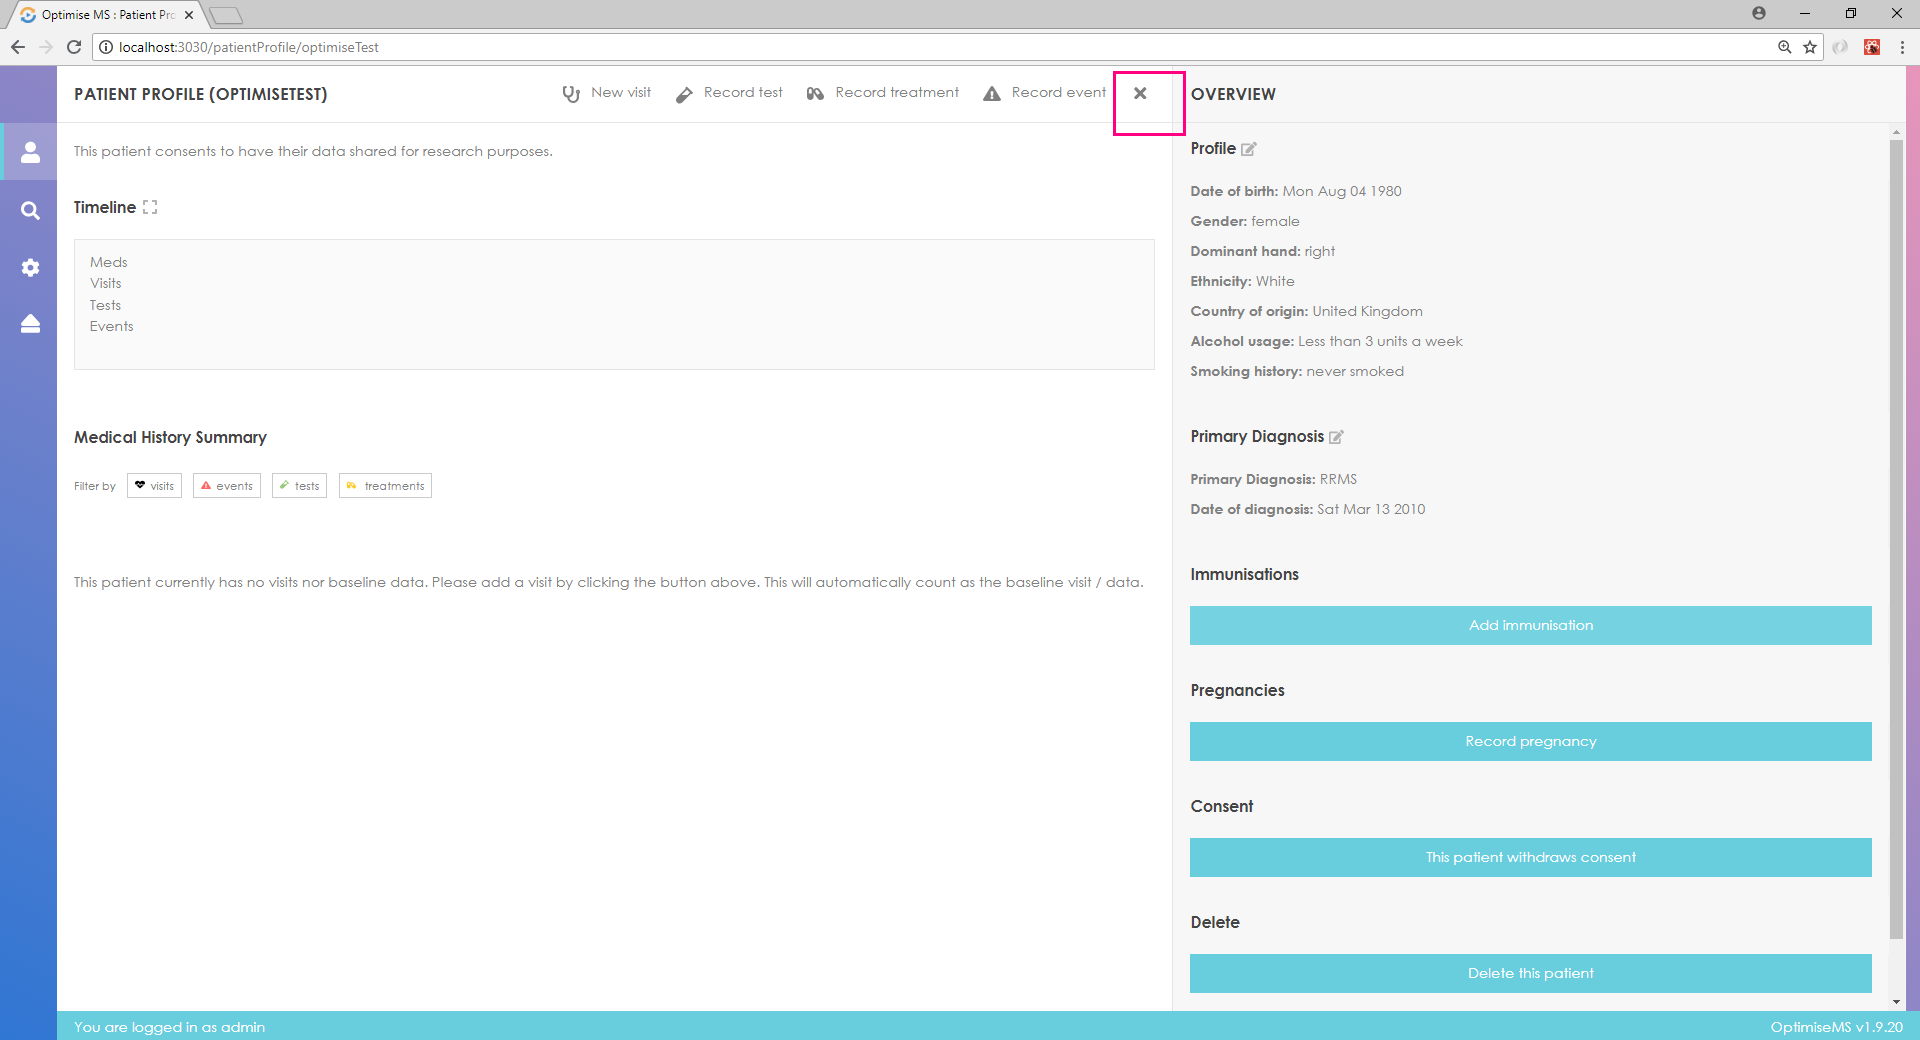 Optimise MS : Patient Pro
localhost:3030/patientProfile/optimiseTest
PATIENT PROFILE (OPTIMISETEST)
New visit
Record test
Record treatment
Record event
This patient consents to have their data shared for research purposes.
Timeline
Meds
Visits
Tests
Events
Medical History Summary
Filter by visits events tests treatments
This patient currently has no visits nor baseline data. Please add a visit by clicking the button above. This will automatically count as the baseline visit / data.
OVERVIEW
Profile
Date of birth: Mon Aug 04 1980
Gender: female
Dominant hand: right
Ethnicity: White
Country of origin: United Kingdom
Alcohol usage: Less than 3 units a week
Smoking history: never smoked
Primary Diagnosis
Primary Diagnosis: RRMS
Date of diagnosis: Sat Mar 13 2010
Immunisations
Add immunisation
Pregnancies
Record pregnancy
Consent
This patient withdraws consent
Delete
Delete this patient
You are logged in as admin
OptimiseMS v1.9.20